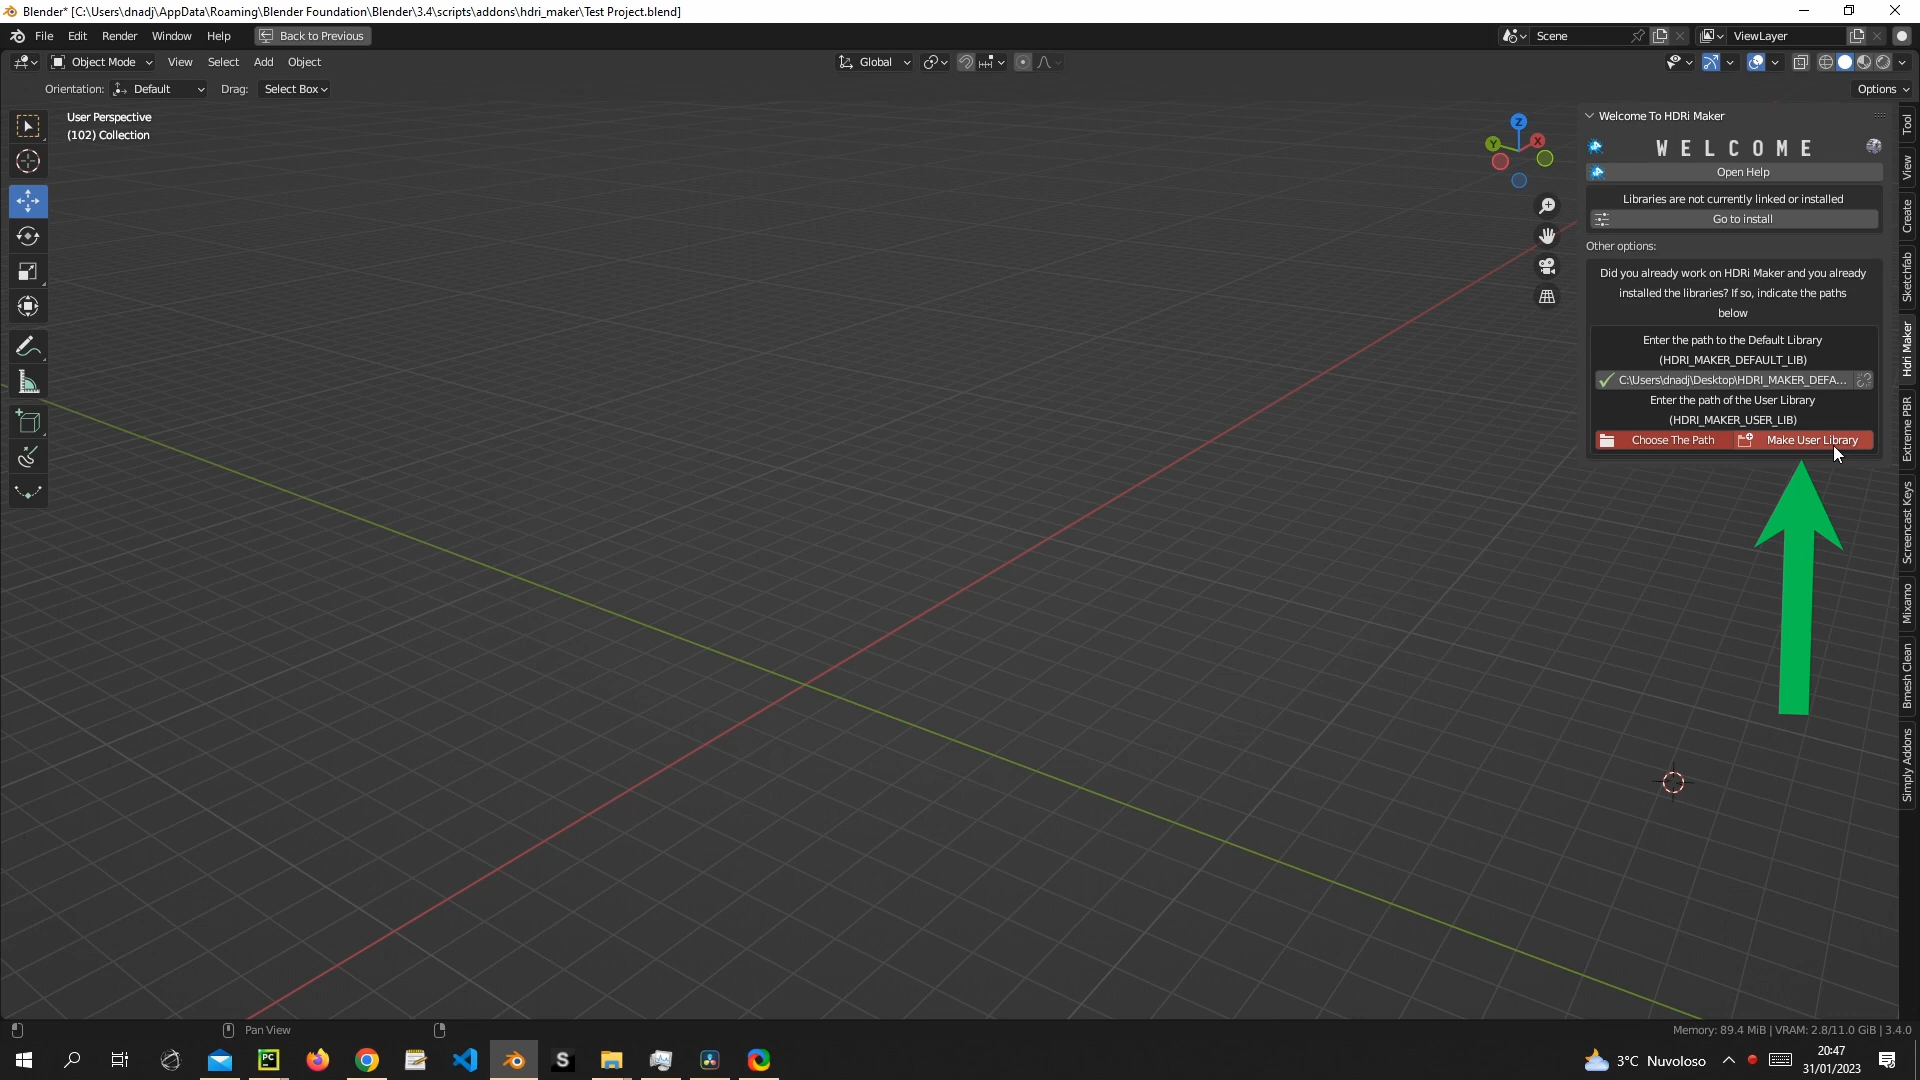 Blender* [C:\Users\dnadj\AppData\Roaming\Blender Foundation\Blender\3.4\scripts\addons\hdri_maker\Test Project.blend]
File Edit Render Window Help Back to Previous Scene ViewLayer
Object Mode View Select Add Object Global
Orientation: Default Drag: Select Box Options
User Perspective
(102) Collection
Z
Y
X
Welcome To HDRi Maker
WELCOME
Open Help
Libraries are not currently linked or installed
Go to install
Other options:
Did you already work on HDRi Maker and you already
installed the libraries? If so, indicate the paths
below
Enter the path to the Default Library
(HDRI_MAKER_DEFAULT_LIB)
C:\Users\dnadj\Desktop\HDRI_MAKER_DEFA...
Enter the path of the User Library
(HDRI_MAKER_USER_LIB)
Choose The Path Make User Library
Tool
View
Create
Sketchfab
Hdri Maker
Extreme PBR
Screencast Keys
Mixamo
Bmesh Clean
Simply Addons
Pan View
Memory: 89.4 MiB | VRAM: 2.8/11.0 GiB | 3.4.0
PC
S
3°C Nuvoloso
20:47
31/01/2023